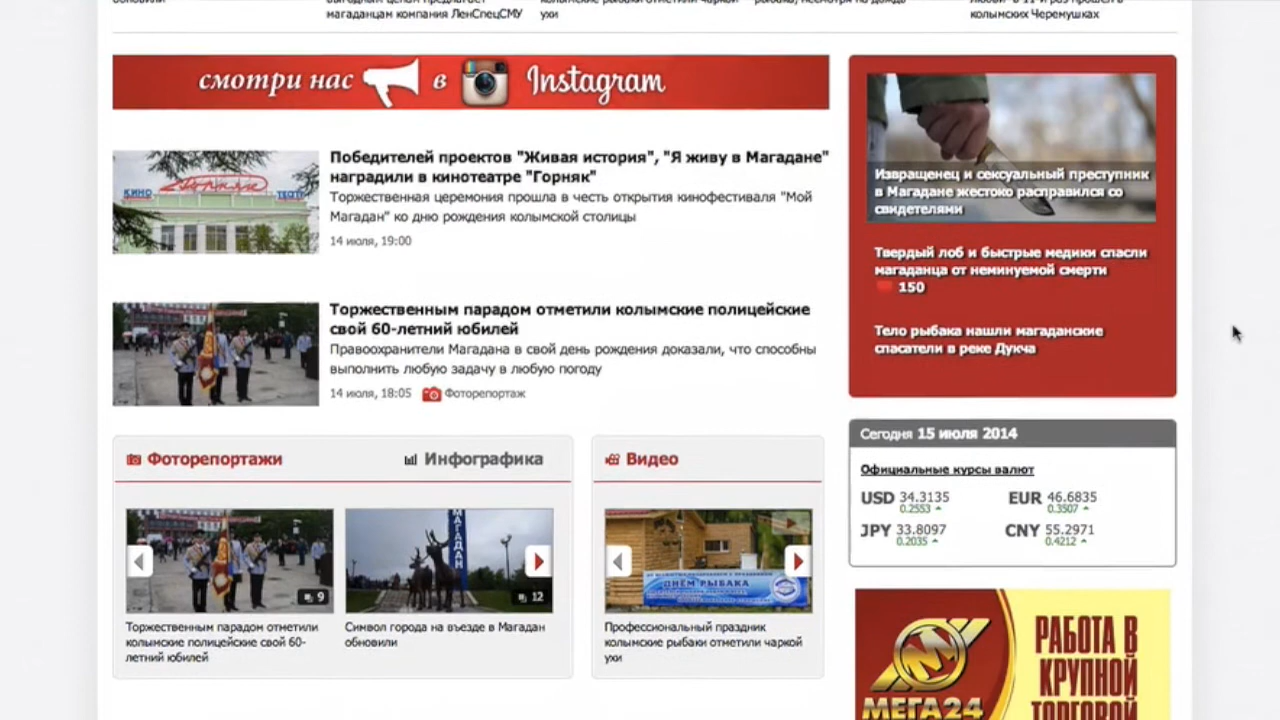 магаданцам компания ЛенСпецСМУ
ухи
колымских Черемушках
смотри нас в Instagram
КИНО Горняк ТЕАТР
Победителей проектов "Живая история", "Я живу в Магадане"
наградили в кинотеатре "Горняк"
Торжественная церемония прошла в честь открытия кинофестиваля "Мой
Магадан" ко дню рождения колымской столицы
14 июля, 19:00
Торжественным парадом отметили колымские полицейские
свой 60-летний юбилей
Правоохранители Магадана в свой день рождения доказали, что способны
выполнить любую задачу в любую погоду
14 июля, 18:05 Фоторепортаж
Извращенец и сексуальный преступник
в Магадане жестоко расправился со
свидетелями
Твердый лоб и быстрые медики спасли
магаданца от неминуемой смерти
150
Тело рыбака нашли магаданские
спасатели в реке Дукча
Фоторепортажи
Инфографика
9
МАГАДАН
12
Торжественным парадом отметили
колымские полицейские свой 60-
летний юбилей
Символ города на въезде в Магадан
обновили
Видео
ДНЁМ РЫБАКА
Профессиональный праздник
колымские рыбаки отметили чаркой
ухи
Сегодня 15 июля 2014
Официальные курсы валют
USD 34.3135 EUR 46.6835
0.2553 0.3507
JPY 33.8097 CNY 55.2971
0.2035 0.4212
МЕГА24
РАБОТА В
КРУПНОЙ
ТОРГОВОЙ